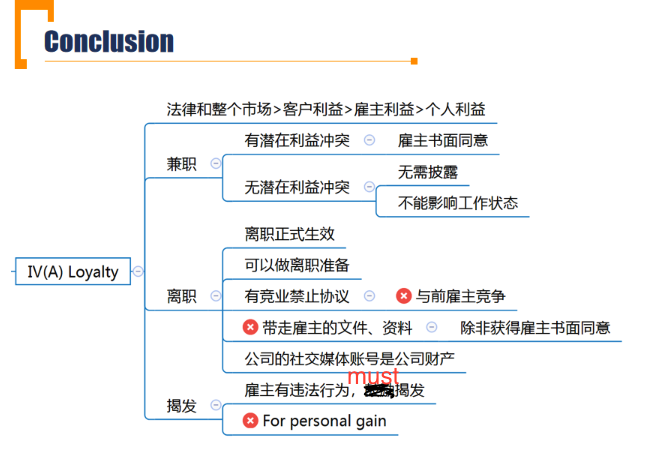 Conclusion
法律和整个市场>客户利益>雇主利益>个人利益
兼职
有潜在利益冲突
雇主书面同意
无潜在利益冲突
无需披露
不能影响工作状态
IV(A) Loyalty
离职
离职正式生效
可以做离职准备
有竞业禁止协议
与前雇主竞争
带走雇主的文件、资料
除非获得雇主书面同意
公司的社交媒体账号是公司财产
揭发
must
雇主有违法行为，揭发
For personal gain